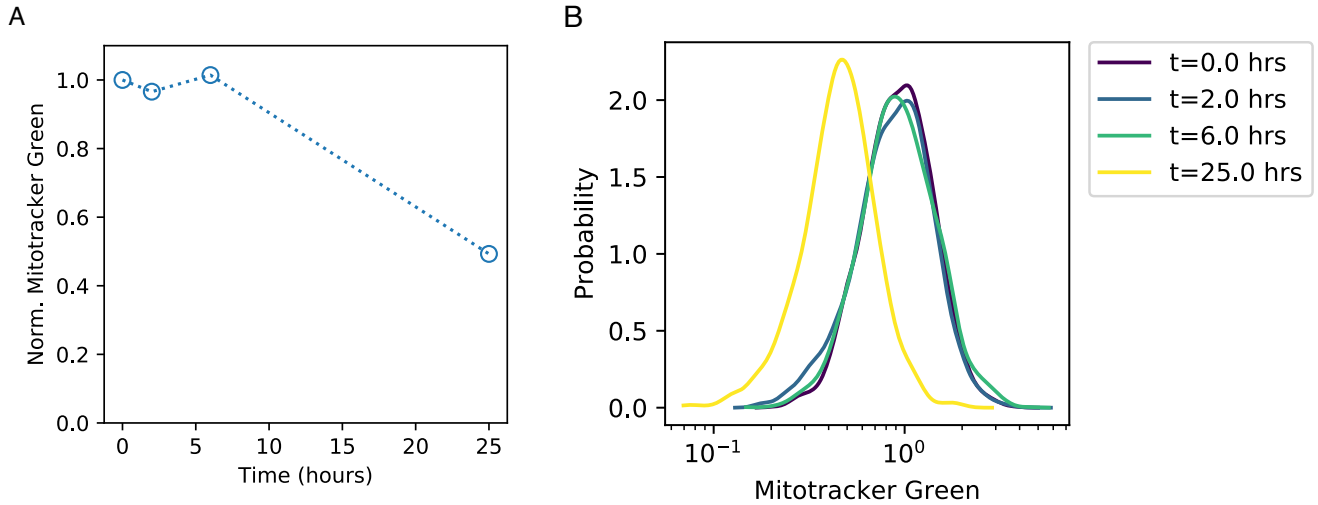 A
Norm. Mitotracker Green
1.0
0.8
0.6
0.4
0.2
0.0
0 5 10 15 20 25
Time (hours)
B
Probability
2.0
1.5
1.0
0.5
0.0
10⁻¹ 10⁰
Mitotracker Green
t=0.0 hrs
t=2.0 hrs
t=6.0 hrs
t=25.0 hrs